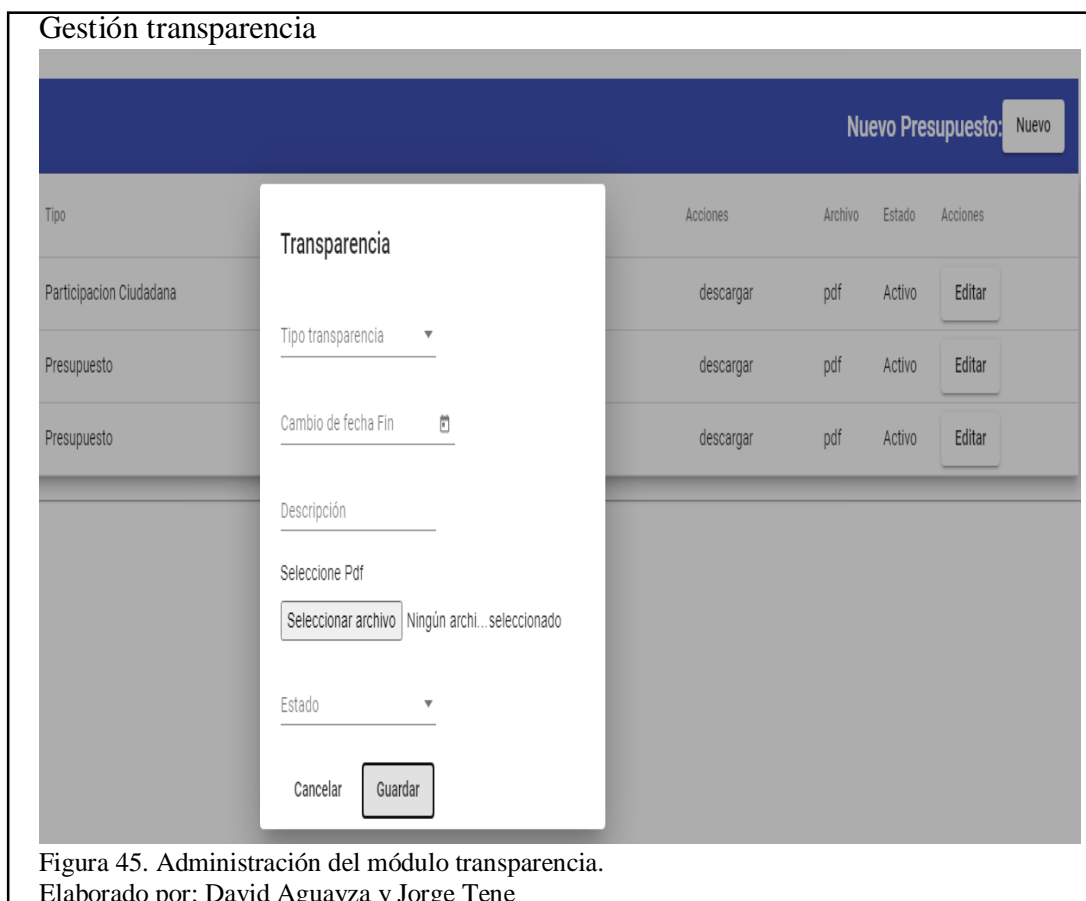 Gestión transparencia
Nuevo Presupuesto: Nuevo
Tipo Acciones Archivo Estado Acciones
Participacion Ciudadana descargar pdf Activo Editar
Presupuesto descargar pdf Activo Editar
Presupuesto descargar pdf Activo Editar
Transparencia
Tipo transparencia
Cambio de fecha Fin
Descripción
Seleccione Pdf
Seleccionar archivo Ningún archi...seleccionado
Estado
Cancelar Guardar
Figura 45. Administración del módulo transparencia.
Elaborado por: David Aguayza y Jorge Tene